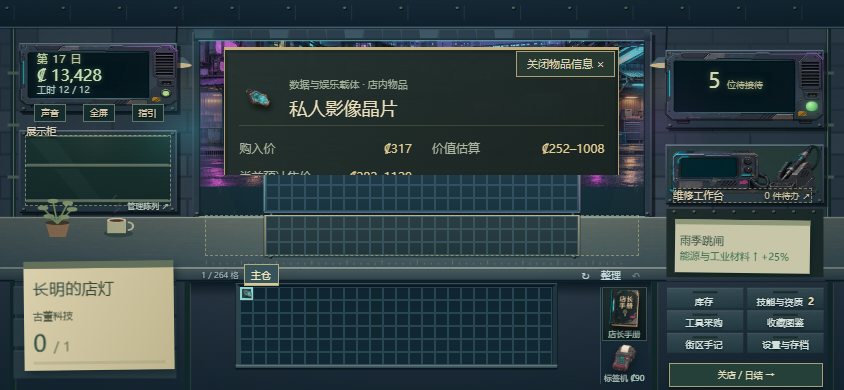 第 17 日
₡ 13,428
工时 12 / 12
声音
全屏
指引
展示柜
管理陈列 ↗
关闭物品信息 ×
数据与娱乐载体 · 店内物品
私人影像晶片
购入价 ₡317 价值估算 ₡252–1008
5 位待接待
维修工作台 0 件待办 ↗
雨季跳闸
能源与工业材料 ↑ +25%
长明的店灯
古董科技
0 / 1
1 / 264 格
主仓
↻ 整理 ↶
店长手册
店长手册
标签机 ₡90
库存
技能与资质 2
工具采购
收藏图鉴
街区手记
设置与存档
关店 / 日结 →